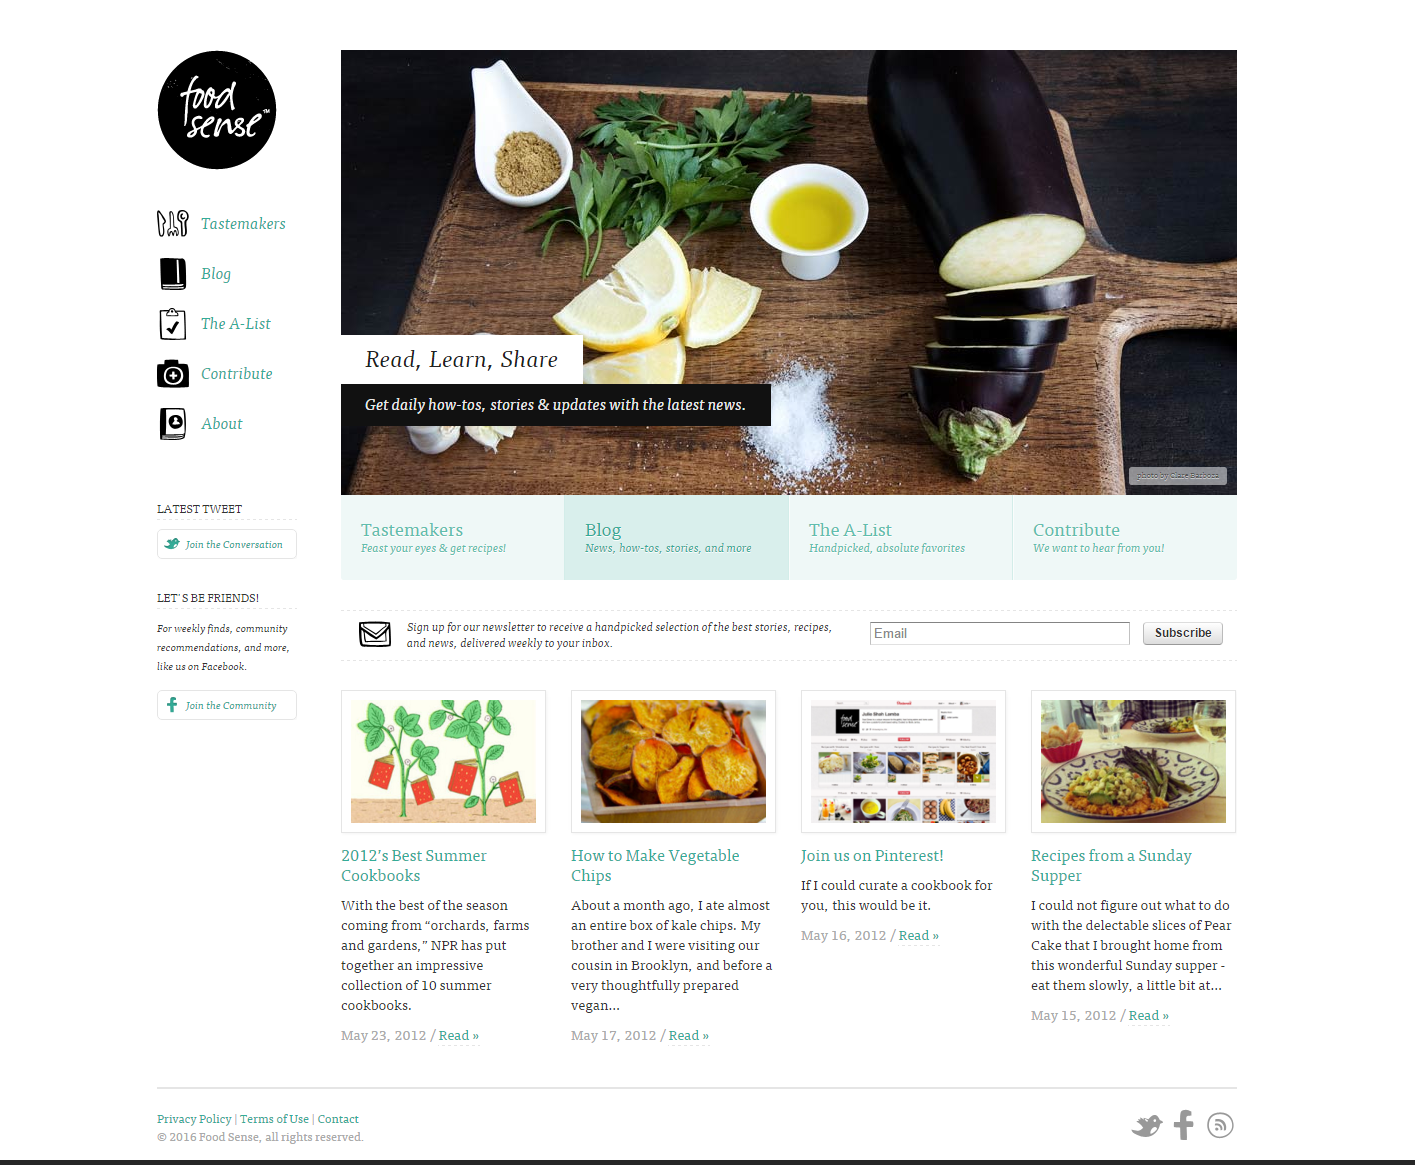 food
sense™
Tastemakers
Blog
The A-List
Contribute
About
LATEST TWEET
Join the Conversation
LET'S BE FRIENDS!
For weekly finds, community
recommendations, and more,
like us on Facebook.
Join the Community
Read, Learn, Share
Get daily how-tos, stories & updates with the latest news.
photo by Clare Barboza
Tastemakers
Feast your eyes & get recipes!
Blog
News, how-tos, stories, and more
The A-List
Handpicked, absolute favorites
Contribute
We want to hear from you!
Sign up for our newsletter to receive a handpicked selection of the best stories, recipes,
and news, delivered weekly to your inbox.
Email
Subscribe
2012's Best Summer
Cookbooks
With the best of the season
coming from “orchards, farms
and gardens,” NPR has put
together an impressive
collection of 10 summer
cookbooks.
May 23, 2012 / Read »
How to Make Vegetable
Chips
About a month ago, I ate almost
an entire box of kale chips. My
brother and I were visiting our
cousin in Brooklyn, and before a
very thoughtfully prepared
vegan...
May 17, 2012 / Read »
Pinterest
food
sense
Join us on Pinterest!
If I could curate a cookbook for
you, this would be it.
May 16, 2012 / Read »
Recipes from a Sunday
Supper
I could not figure out what to do
with the delectable slices of Pear
Cake that I brought home from
this wonderful Sunday supper -
eat them slowly, a little bit at...
May 15, 2012 / Read »
Privacy Policy | Terms of Use | Contact
© 2016 Food Sense, all rights reserved.